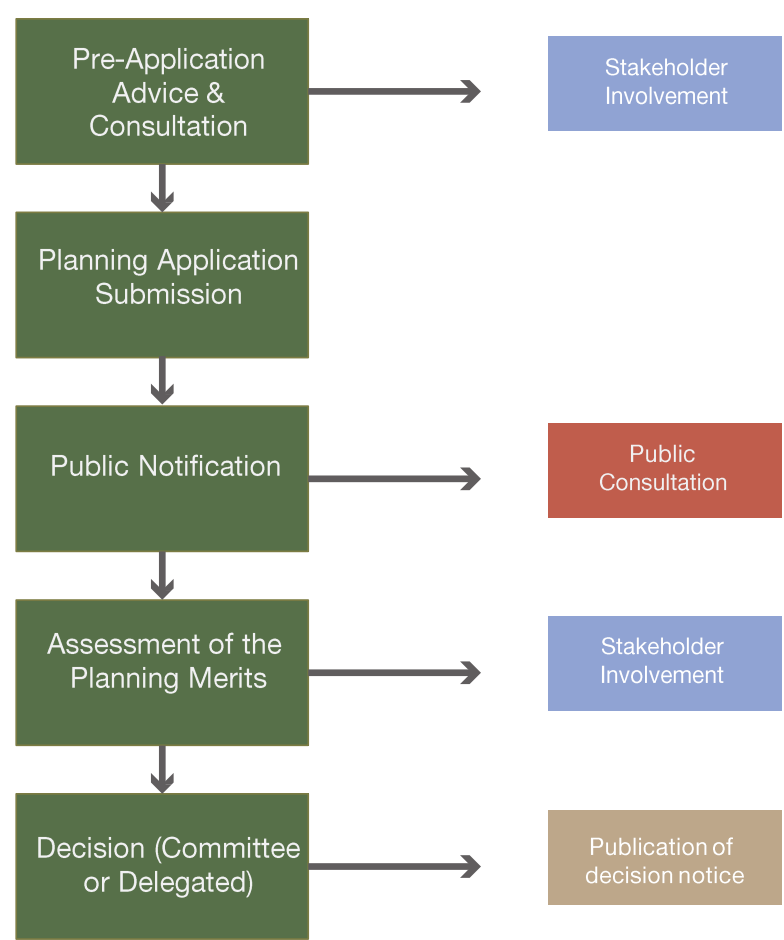 Pre-Application
Advice &
Consultation
Stakeholder
Involvement
Planning Application
Submission
Public Notification
Public
Consultation
Assessment of the
Planning Merits
Stakeholder
Involvement
Decision (Committee
or Delegated)
Publication of
decision notice